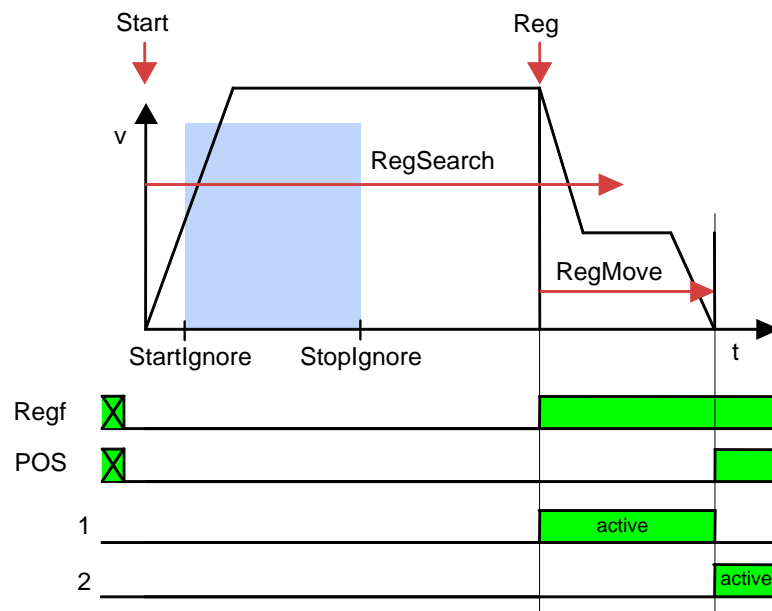 Start
Reg
v
RegSearch
RegMove
StartIgnore
StopIgnore
t
Regf
POS
1
active
2
active